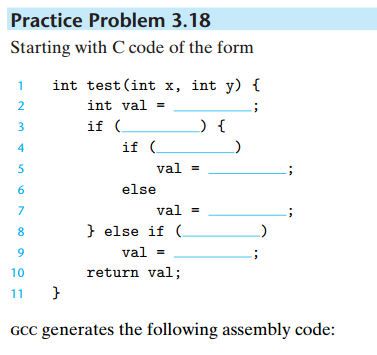 Practice Problem 3.18
Starting with C code of the form
1 int test(int x, int y) {
2 int val = ________;
3 if (________) {
4 if (________)
5 val = ________;
6 else
7 val = ________;
8 } else if (________)
9 val = ________;
10 return val;
11 }
GCC generates the following assembly code: